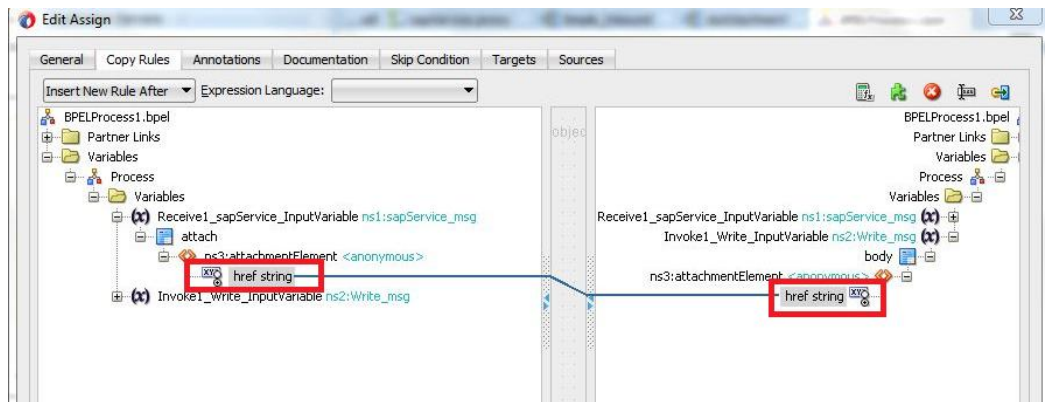 Edit Assign
General Copy Rules Annotations Documentation Skip Condition Targets Sources
Insert New Rule After Expression Language:
BPELProcess1.bpel
Partner Links
Variables
Process
Variables
Receive1_sapService_InputVariable ns1:sapService_msg
attach
ns3:attachmentElement <anonymous>
href string
Invoke1_Write_InputVariable ns2:Write_msg
objec
BPELProcess1.bpel
Partner Links
Variables
Process
Variables
Receive1_sapService_InputVariable ns1:sapService_msg
Invoke1_Write_InputVariable ns2:Write_msg
body
ns3:attachmentElement <anonymous>
href string